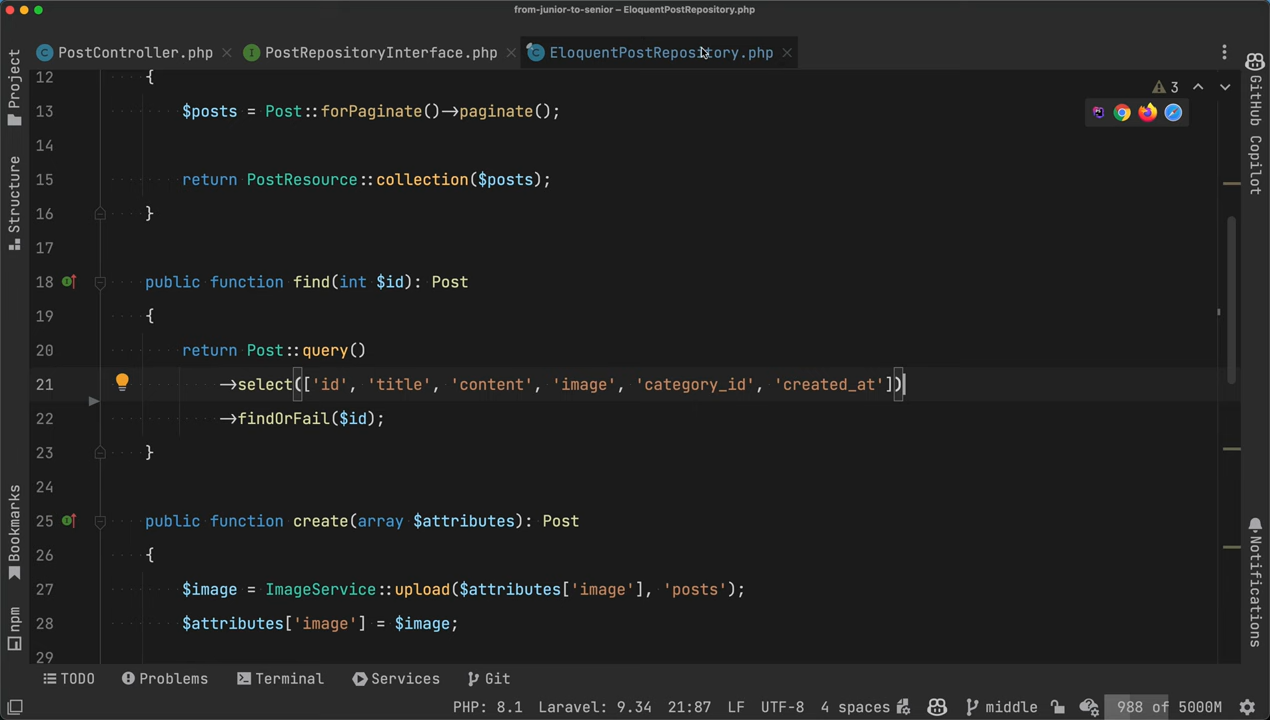 from-junior-to-senior – EloquentPostRepository.php
PostController.php
PostRepositoryInterface.php
EloquentPostRepository.php
Project
Structure
Bookmarks
npm
3
GitHub Copilot
Notifications
12 {
13 $posts = Post::forPaginate()->paginate();
14
15 return PostResource::collection($posts);
16 }
17
18 public function find(int $id): Post
19 {
20 return Post::query()
21 ->select(['id', 'title', 'content', 'image', 'category_id', 'created_at'])
22 ->findOrFail($id);
23 }
24
25 public function create(array $attributes): Post
26 {
27 $image = ImageService::upload($attributes['image'], 'posts');
28 $attributes['image'] = $image;
29
TODO Problems Terminal Services Git
PHP: 8.1 Laravel: 9.34 21:87 LF UTF-8 4 spaces middle 988 of 5000M